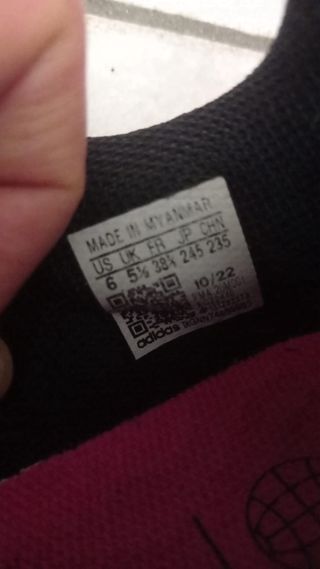 MADE IN MYANMAR
US UK FR JP CHN
6 5½ 38⅔ 245 235
10/22
adidas